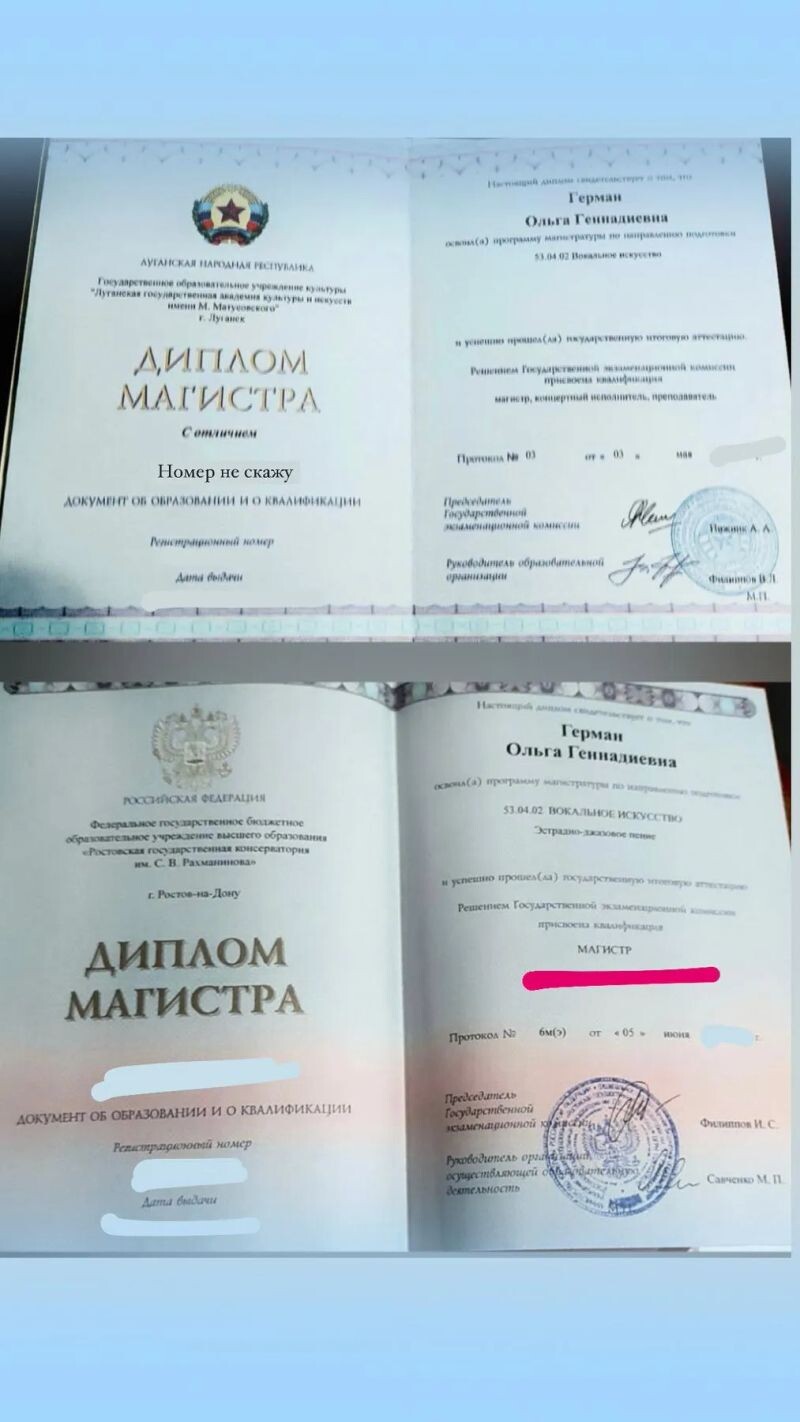 ЛУГАНСКАЯ НАРОДНАЯ РЕСПУБЛИКА
Государственное образовательное учреждение культуры
"Луганская государственная академия культуры и искусств
имени М. Матусовского"
г. Луганск
ДИПЛОМ
МАГИСТРА
С отличием
Номер не скажу
ДОКУМЕНТ ОБ ОБРАЗОВАНИИ И О КВАЛИФИКАЦИИ
Регистрационный номер
Дата выдачи
Настоящий диплом свидетельствует о том, что
Герман
Ольга Геннадиевна
освоил(а) программу магистратуры по направлению подготовки
53.04.02 Вокальное искусство
и успешно прошел(ла) государственную итоговую аттестацию.
Решением Государственной экзаменационной комиссии
присвоена квалификация
магистр, концертный исполнитель, преподаватель
Протокол № 03 от « 03 » мая г.
Председатель
Государственной
экзаменационной комиссии
Нижник А. А.
Руководитель образовательной
организации
Филиппов В.Л.
М.П.
РОССИЙСКАЯ ФЕДЕРАЦИЯ
Федеральное государственное бюджетное
образовательное учреждение высшего образования
«Ростовская государственная консерватория
им. С. В. Рахманинова»
г. Ростов-на-Дону
ДИПЛОМ
МАГИСТРА
ДОКУМЕНТ ОБ ОБРАЗОВАНИИ И О КВАЛИФИКАЦИИ
Регистрационный номер
Дата выдачи
Настоящий диплом свидетельствует о том, что
Герман
Ольга Геннадиевна
освоил(а) программу магистратуры по направлению подготовки
53.04.02 ВОКАЛЬНОЕ ИСКУССТВО
Эстрадно-джазовое пение
и успешно прошел(ла) государственную итоговую аттестацию
Решением Государственной экзаменационной комиссии
присвоена квалификация
МАГИСТР
Протокол № 6м(э) от « 05 » июня г.
Председатель
Государственной
экзаменационной комиссии
Филиппов И. С.
Руководитель организации,
осуществляющей образовательную
деятельность
Савченко М. П.